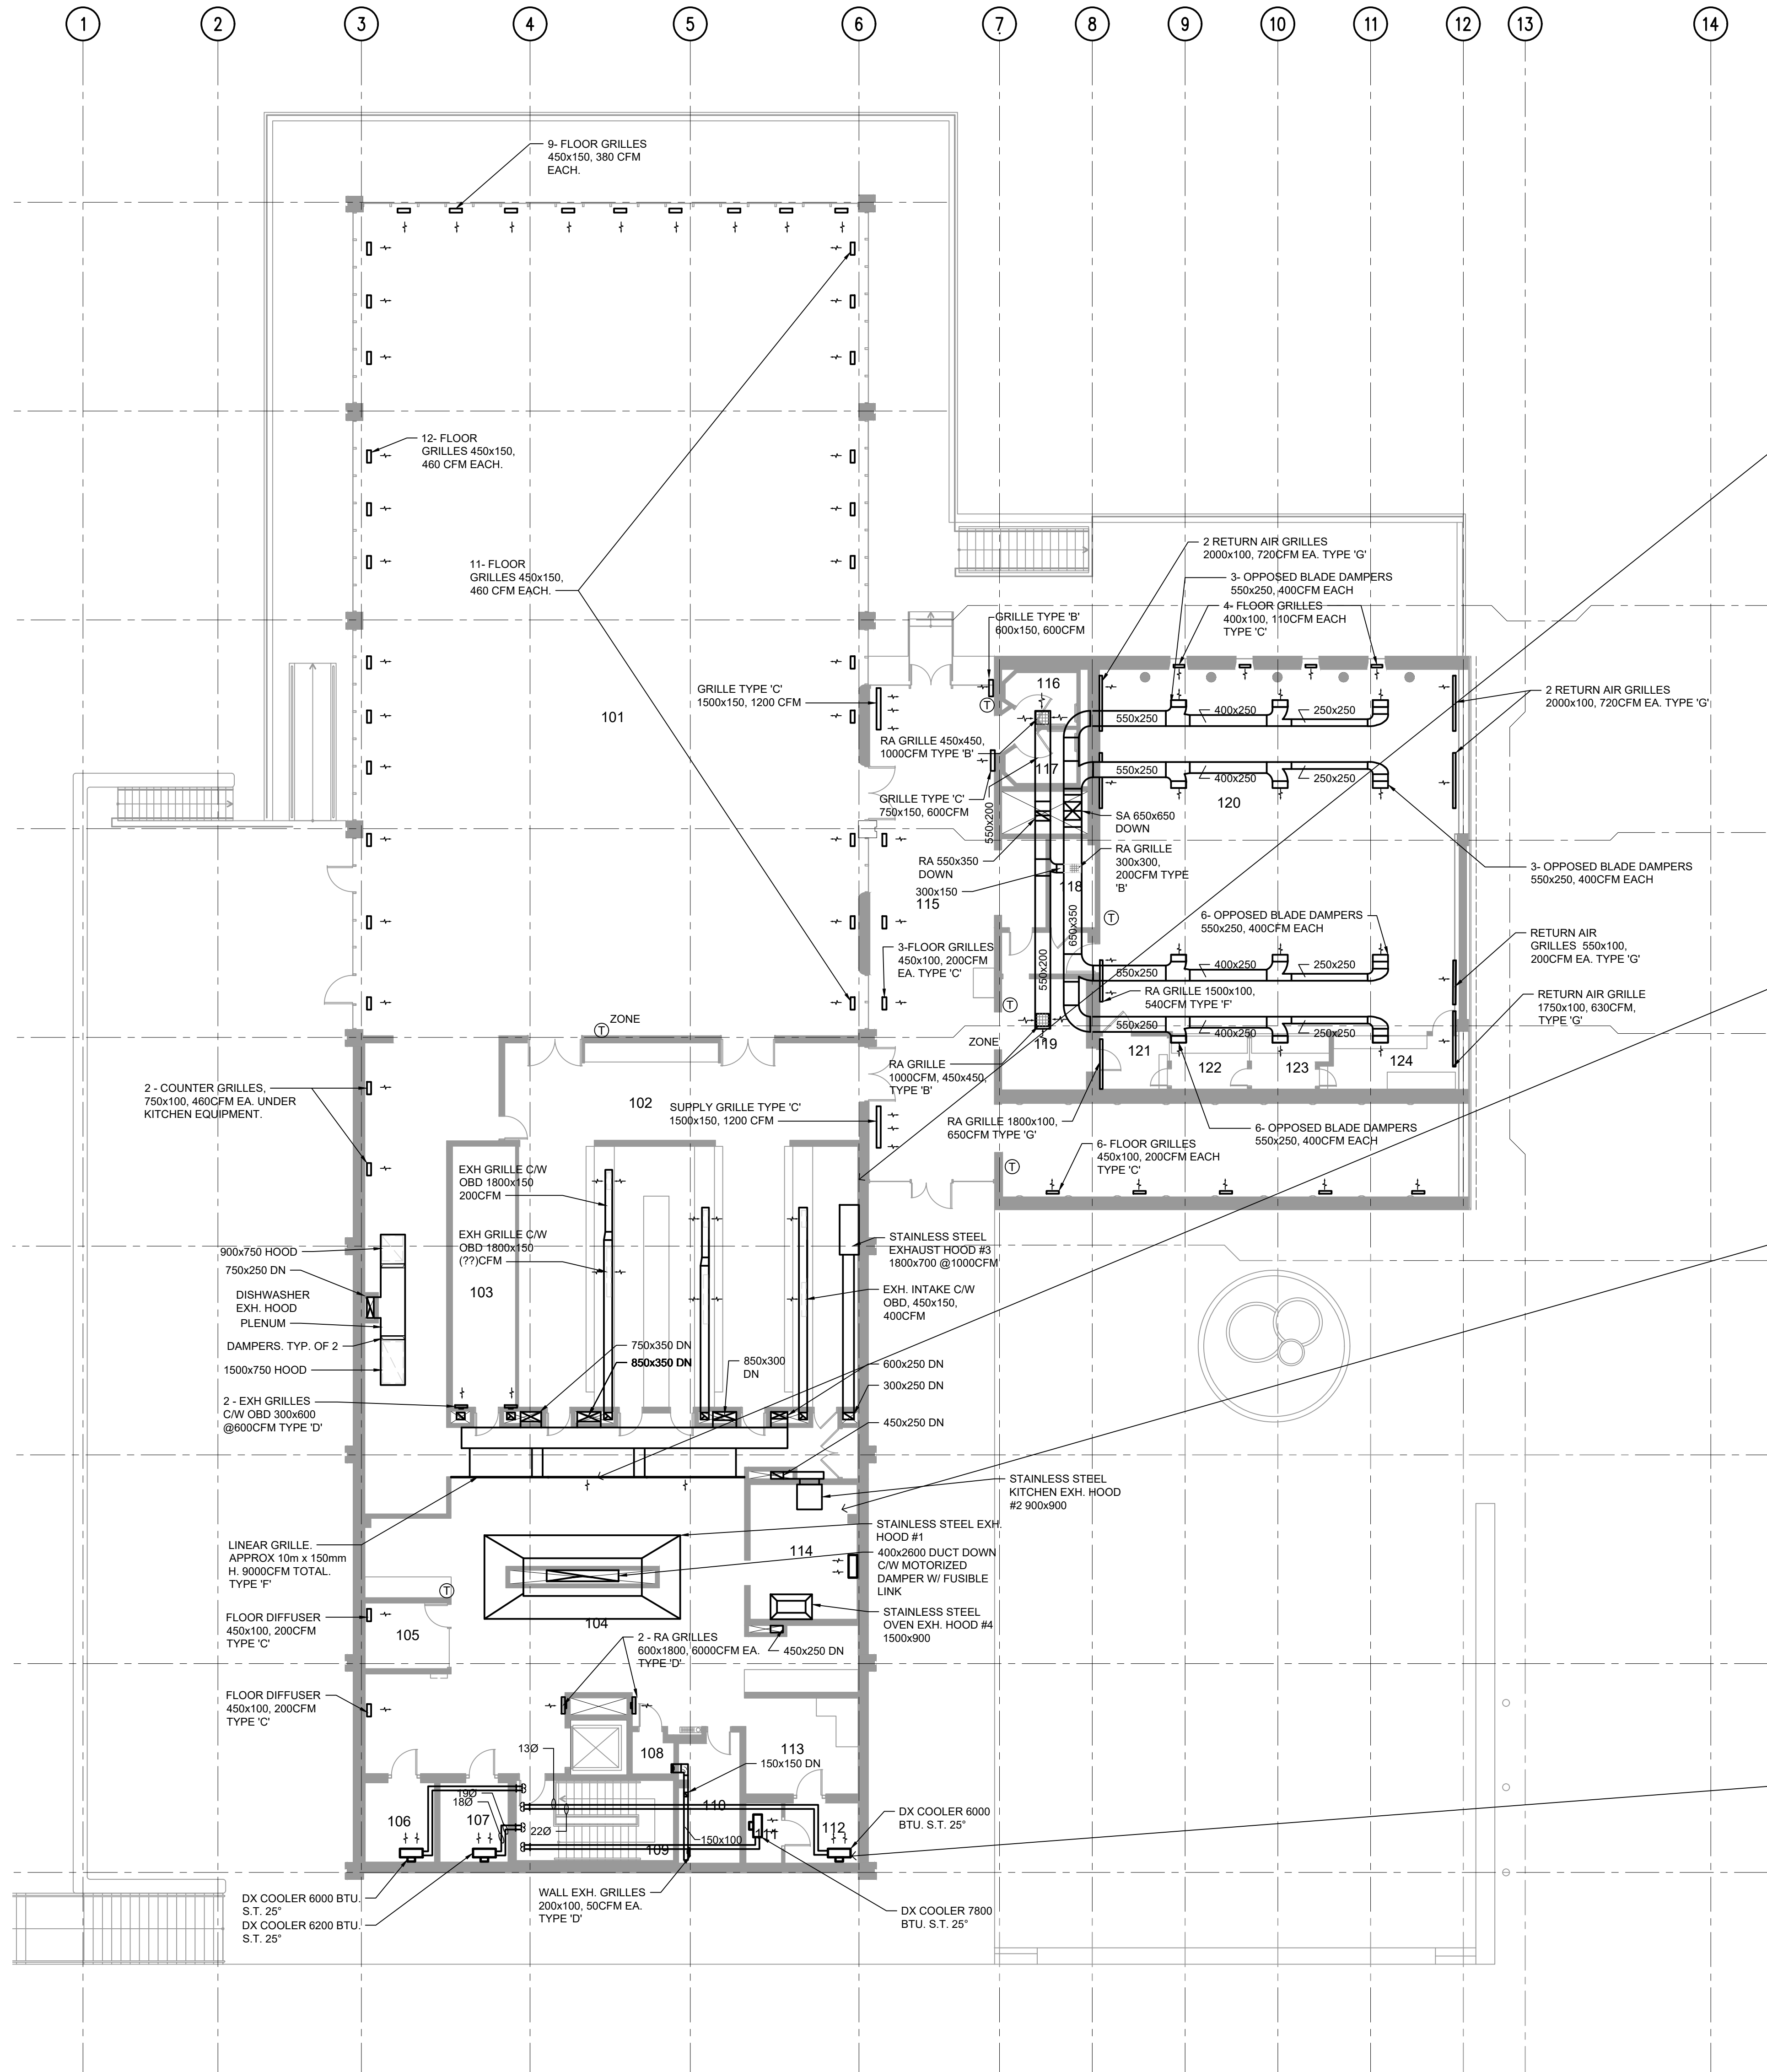 1
2
3
4
5
6
7
8
9
10
11
12
13
14
9- FLOOR GRILLES
450x150, 380 CFM
EACH.
12- FLOOR
GRILLES 450x150,
460 CFM EACH.
11- FLOOR
GRILLES 450x150,
460 CFM EACH.
101
2 RETURN AIR GRILLES
2000x100, 720CFM EA. TYPE 'G'
3- OPPOSED BLADE DAMPERS
550x250, 400CFM EACH
4- FLOOR GRILLES
400x100, 110CFM EACH
TYPE 'C'
GRILLE TYPE 'B'
600x150, 600CFM
GRILLE TYPE 'C'
1500x150, 1200 CFM
T
116
2 RETURN AIR GRILLES
2000x100, 720CFM EA. TYPE 'G'
550x250
400x250
250x250
RA GRILLE 450x450,
1000CFM TYPE 'B'
117
550x250
400x250
250x250
120
GRILLE TYPE 'C'
750x150, 600CFM
550x200
SA 650x650
DOWN
RA 550x350
DOWN
300x150
115
RA GRILLE
300x300,
200CFM TYPE
'B'
118
3- OPPOSED BLADE DAMPERS
550x250, 400CFM EACH
650x350
T
6- OPPOSED BLADE DAMPERS
550x250, 400CFM EACH
RETURN AIR
GRILLES 550x100,
200CFM EA. TYPE 'G'
3-FLOOR GRILLES
450x100, 200CFM
EA. TYPE 'C'
550x200
650x250
400x250
250x250
RA GRILLE 1500x100,
540CFM TYPE 'F'
RETURN AIR GRILLE
1750x100, 630CFM,
TYPE 'G'
T
550x250
400x250
250x250
ZONE
T
ZONE
119
121
122
123
124
RA GRILLE
1000CFM, 450x450,
TYPE 'B'
2 - COUNTER GRILLES,
750x100, 460CFM EA. UNDER
KITCHEN EQUIPMENT.
102
SUPPLY GRILLE TYPE 'C'
1500x150, 1200 CFM
RA GRILLE 1800x100,
650CFM TYPE 'G'
6- OPPOSED BLADE DAMPERS
550x250, 400CFM EACH
6- FLOOR GRILLES
450x100, 200CFM EACH
TYPE 'C'
T
EXH GRILLE C/W
OBD 1800x150
200CFM
EXH GRILLE C/W
OBD 1800x150
(??)CFM
STAINLESS STEEL
EXHAUST HOOD #3
1800x700 @1000CFM
900x750 HOOD
750x250 DN
DISHWASHER
EXH. HOOD
PLENUM
DAMPERS. TYP. OF 2
1500x750 HOOD
103
EXH. INTAKE C/W
OBD, 450x150,
400CFM
750x350 DN
850x350 DN
850x300
DN
600x250 DN
300x250 DN
450x250 DN
2 - EXH GRILLES
C/W OBD 300x600
@600CFM TYPE 'D'
STAINLESS STEEL
KITCHEN EXH. HOOD
#2 900x900
LINEAR GRILLE.
APPROX 10m x 150mm
H. 9000CFM TOTAL.
TYPE 'F'
STAINLESS STEEL EXH.
HOOD #1
114
400x2600 DUCT DOWN
C/W MOTORIZED
DAMPER W/ FUSIBLE
LINK
T
104
STAINLESS STEEL
OVEN EXH. HOOD #4
1500x900
FLOOR DIFFUSER
450x100, 200CFM
TYPE 'C'
105
2 - RA GRILLES
600x1800, 6000CFM EA.
TYPE 'D'
450x250 DN
FLOOR DIFFUSER
450x100, 200CFM
TYPE 'C'
13Ø
108
113
150x150 DN
19Ø
18Ø
106
107
22Ø
110
111
112
150x100
109
DX COOLER 6000
BTU. S.T. 25°
DX COOLER 6000 BTU.
S.T. 25°
DX COOLER 6200 BTU.
S.T. 25°
WALL EXH. GRILLES
200x100, 50CFM EA.
TYPE 'D'
DX COOLER 7800
BTU. S.T. 25°